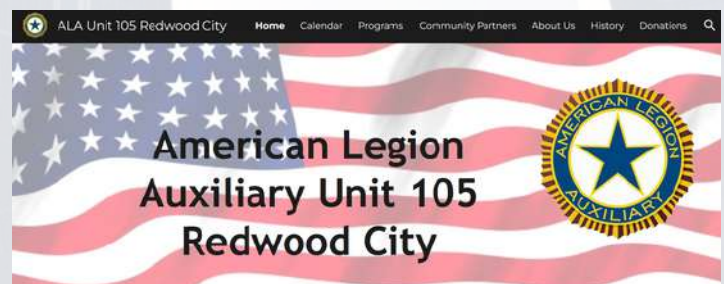 ALA Unit 105 Redwood City Home Calendar Programs Community Partners About Us History Donations
American Legion
Auxiliary Unit 105
Redwood City
AMERICAN LEGION
AUXILIARY